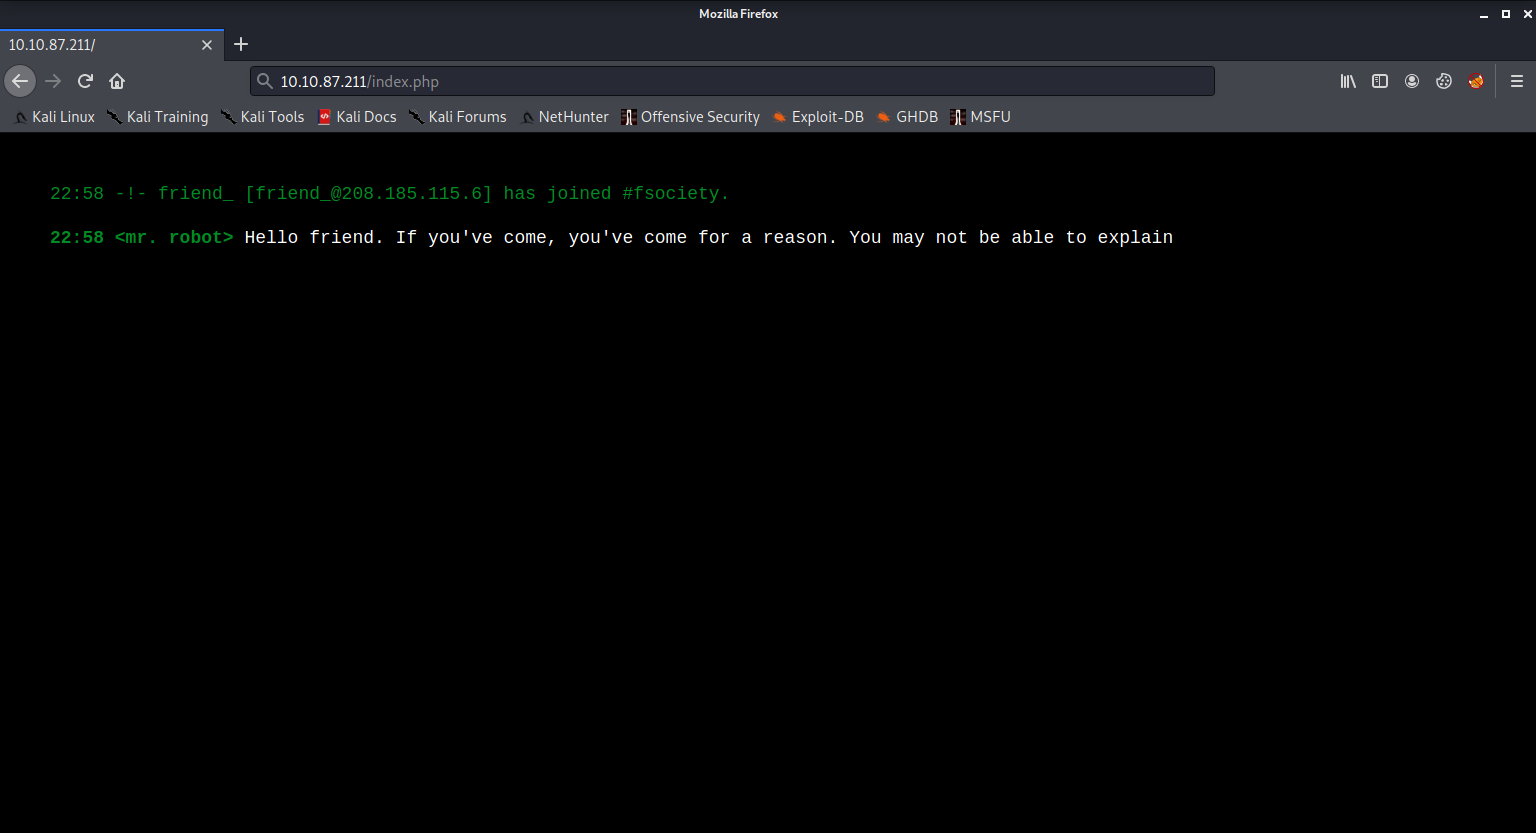 Mozilla Firefox
10.10.87.211/
10.10.87.211/index.php
Kali Linux Kali Training Kali Tools Kali Docs Kali Forums NetHunter Offensive Security Exploit-DB GHDB MSFU
22:58 -!- friend_ [friend_@208.185.115.6] has joined #fsociety.
22:58 <mr. robot> Hello friend. If you've come, you've come for a reason. You may not be able to explain